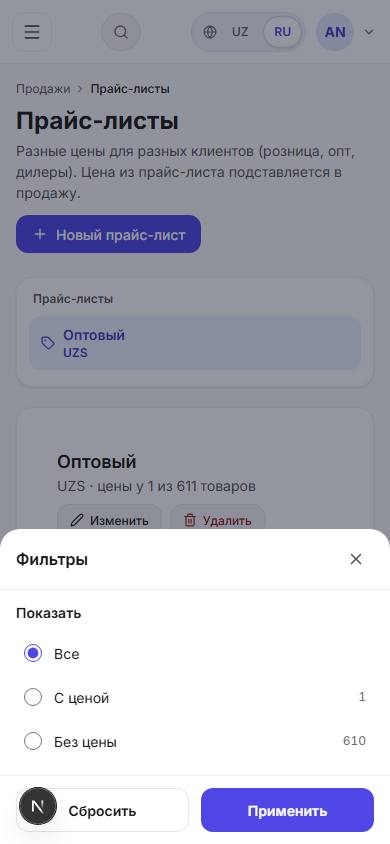 UZ RU AN
Продажи > Прайс-листы
Прайс-листы
Разные цены для разных клиентов (розница, опт,
дилеры). Цена из прайс-листа подставляется в
продажу.
+ Новый прайс-лист
Прайс-листы
Оптовый
UZS
Оптовый
UZS · цены у 1 из 611 товаров
Изменить Удалить
Фильтры
Показать
Все
С ценой 1
Без цены 610
N Сбросить Применить